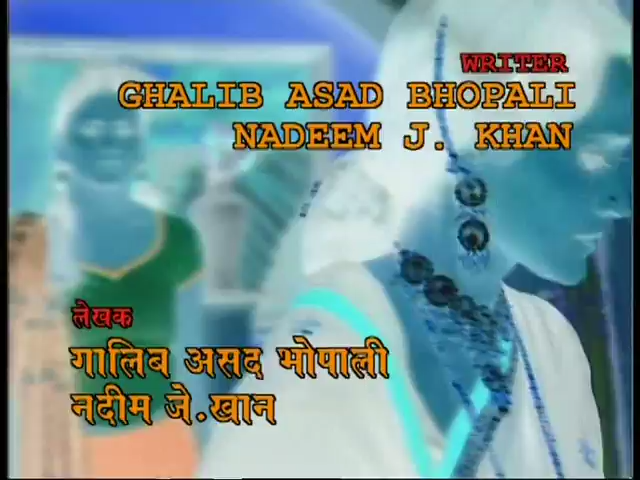 WRITER
GHALIB ASAD BHOPALI
NADEEM J. KHAN
लेखक
गालिब असद भोपाली
नदीम जे.खान